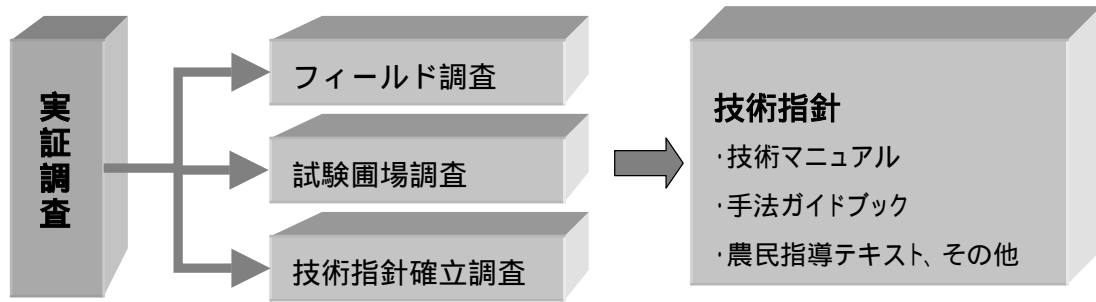 実証調査
フィールド調査
試験圃場調査
技術指針確立調査
技術指針
・技術マニュアル
・手法ガイドブック
・農民指導テキスト、その他